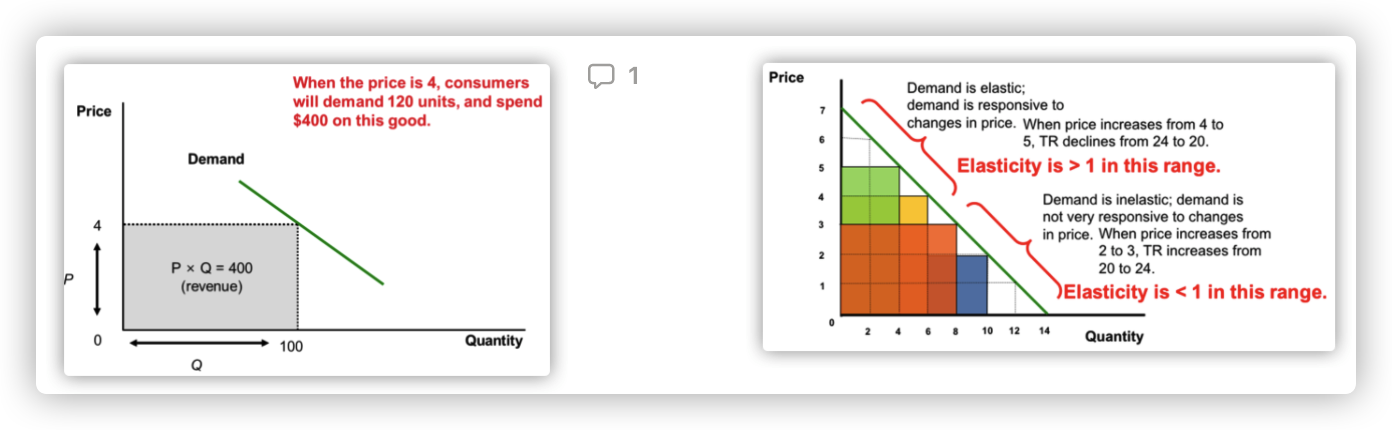 When the price is 4, consumers
will demand 120 units, and spend
$400 on this good.
Price
Demand
4
P
P × Q = 400
(revenue)
0
100
Quantity
Q
1
Price
Demand is elastic;
demand is responsive to
changes in price. When price increases from 4 to
5, TR declines from 24 to 20.
Elasticity is > 1 in this range.
Demand is inelastic; demand is
not very responsive to changes
in price. When price increases from
2 to 3, TR increases from
20 to 24.
Elasticity is < 1 in this range.
7
6
5
4
3
2
1
0
2 4 6 8 10 12 14
Quantity